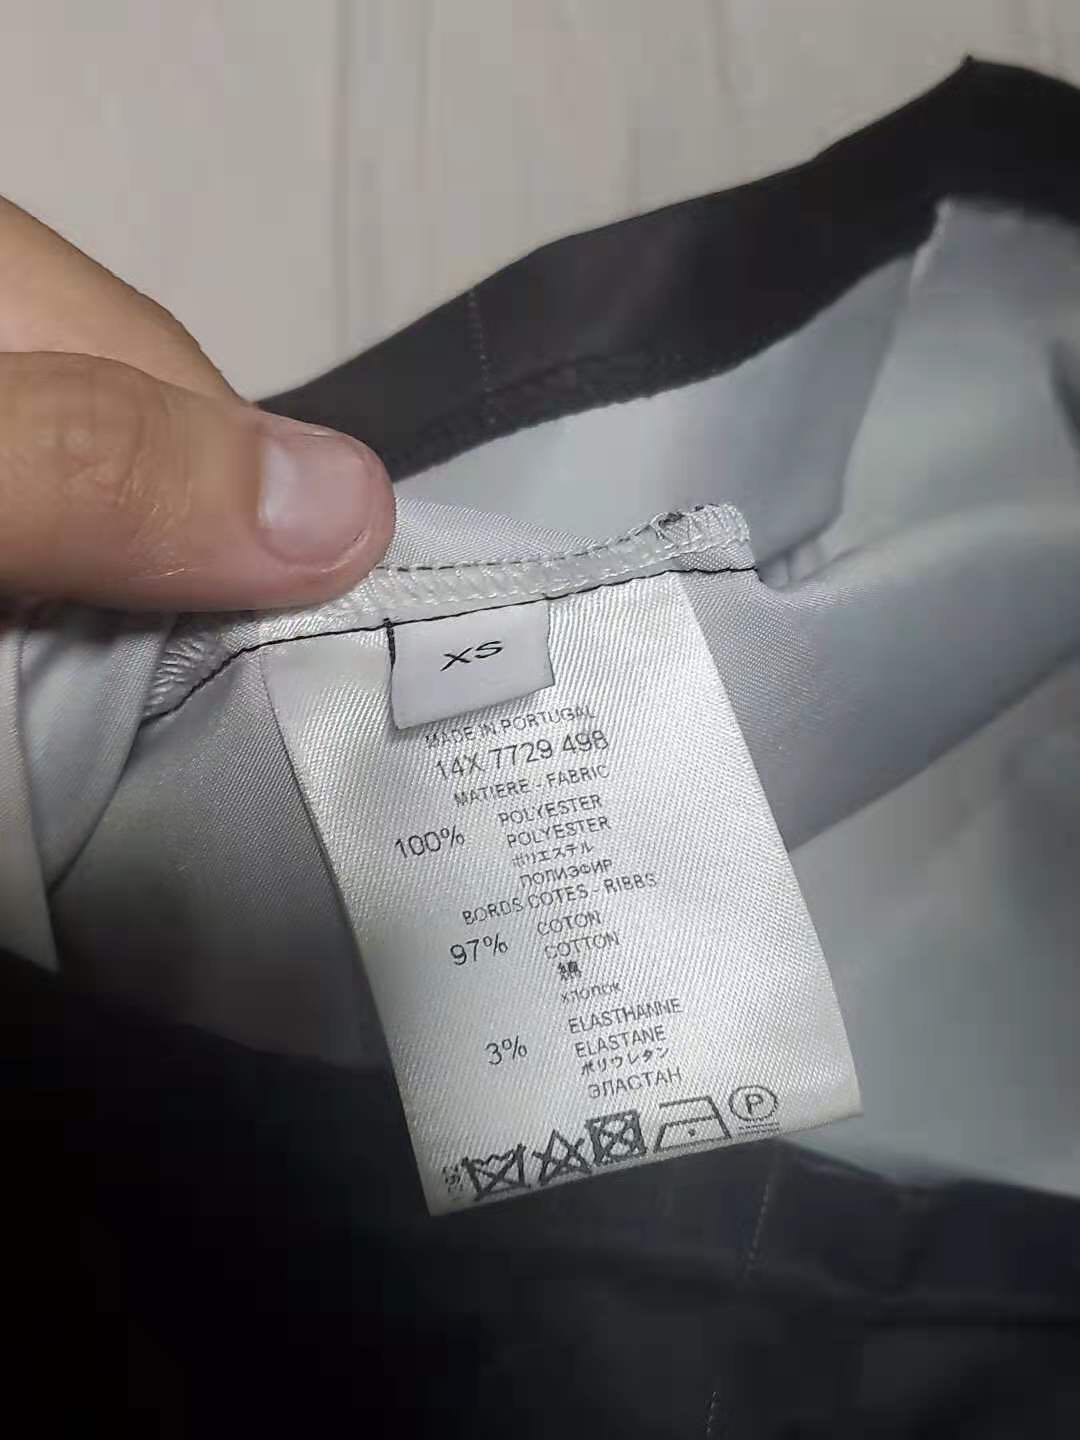 XS
MADE IN PORTUGAL
14X 7729 498
MATIERE - FABRIC
100% POLYESTER
POLYESTER
ポリエステル
ПОЛИЭФИР
BORDS COTES - RIBBS
97% COTON
COTTON
綿
хлопок
3% ELASTHANNE
ELASTANE
ポリウレタン
ЭЛАСТАН
P